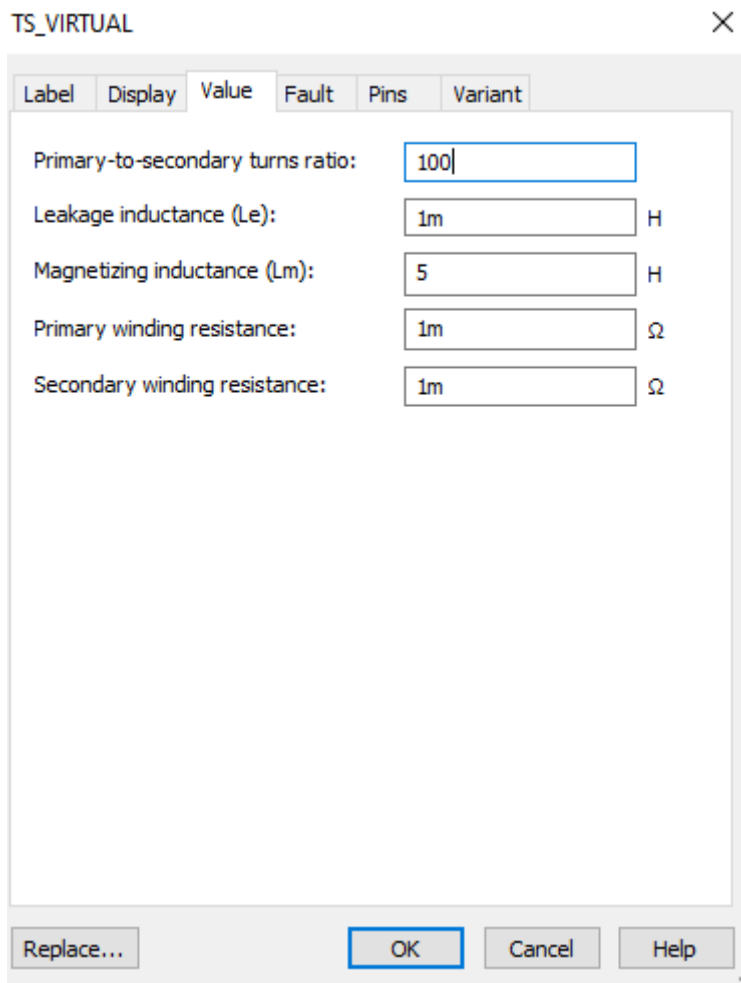 TS_VIRTUAL
Label Display Value Fault Pins Variant
Primary-to-secondary turns ratio: 100
Leakage inductance (Le): 1m H
Magnetizing inductance (Lm): 5 H
Primary winding resistance: 1m Ω
Secondary winding resistance: 1m Ω
Replace... OK Cancel Help